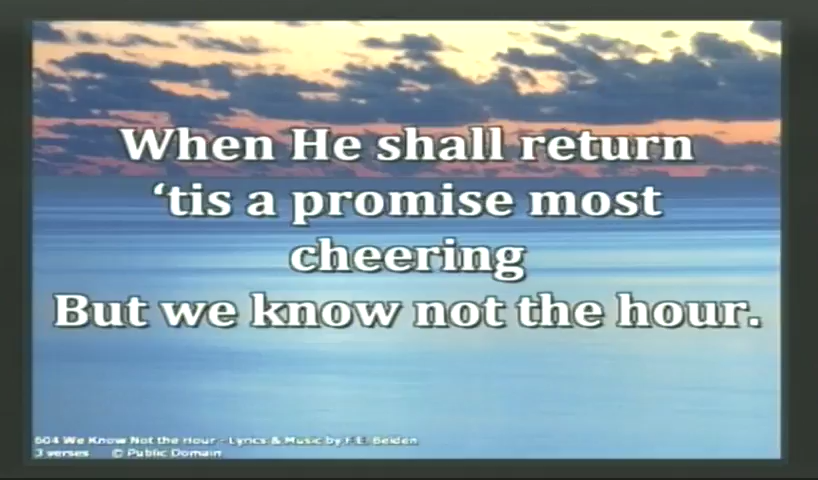 When He shall return
‘tis a promise most
cheering
But we know not the hour.
604 We Know Not the Hour - Lyrics & Music by F.E. Belden
3 verses © Public Domain